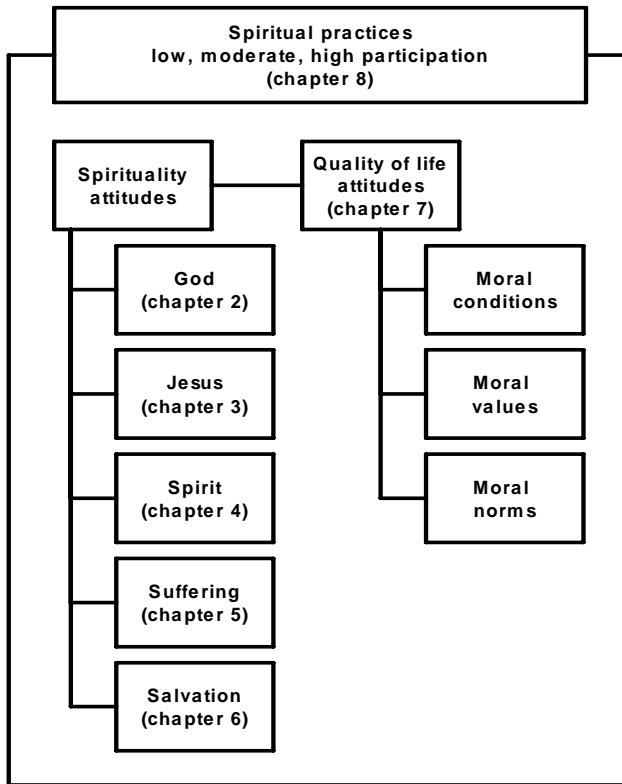 Spiritual practices
low, moderate, high participation
(chapter 8)
Spirituality
attitudes
Quality of life
attitudes
(chapter 7)
God
(chapter 2)
Jesus
(chapter 3)
Spirit
(chapter 4)
Suffering
(chapter 5)
Salvation
(chapter 6)
Moral
conditions
Moral
values
Moral
norms